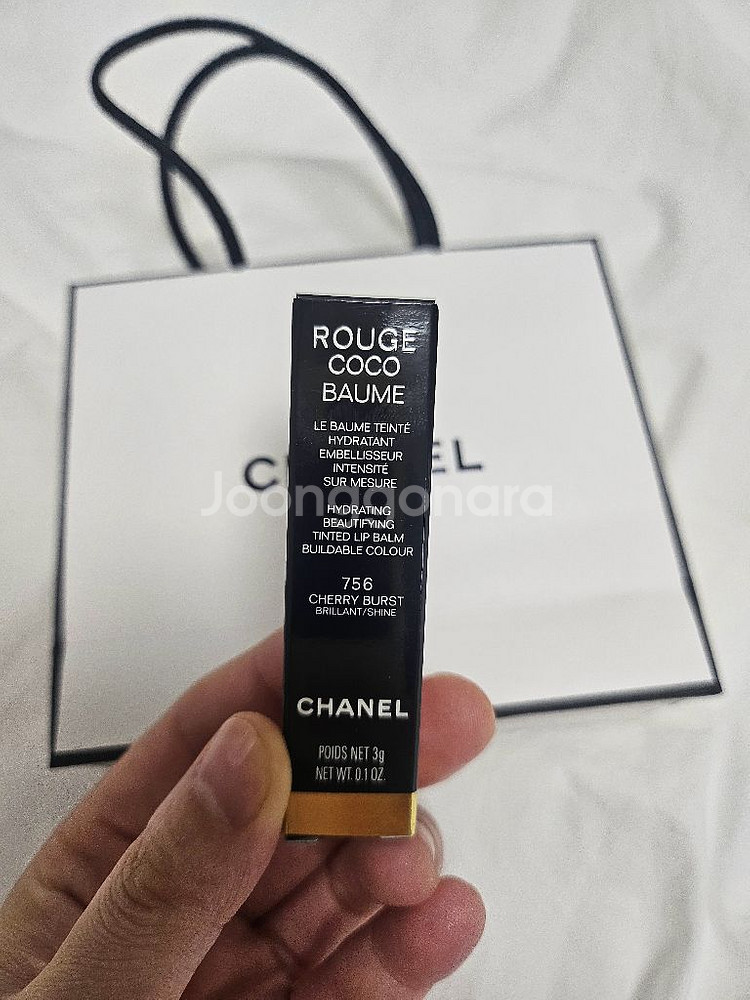 ROUGE
COCO
BAUME
LE BAUME TEINTÉ
HYDRATANT
EMBELLISSEUR
INTENSITÉ
SUR MESURE
HYDRATING
BEAUTIFYING
TINTED LIP BALM
BUILDABLE COLOUR
756
CHERRY BURST
BRILLANT/SHINE
CHANEL
POIDS NET 3g
NET WT. 0.1 OZ.
C EL
Joonggonara